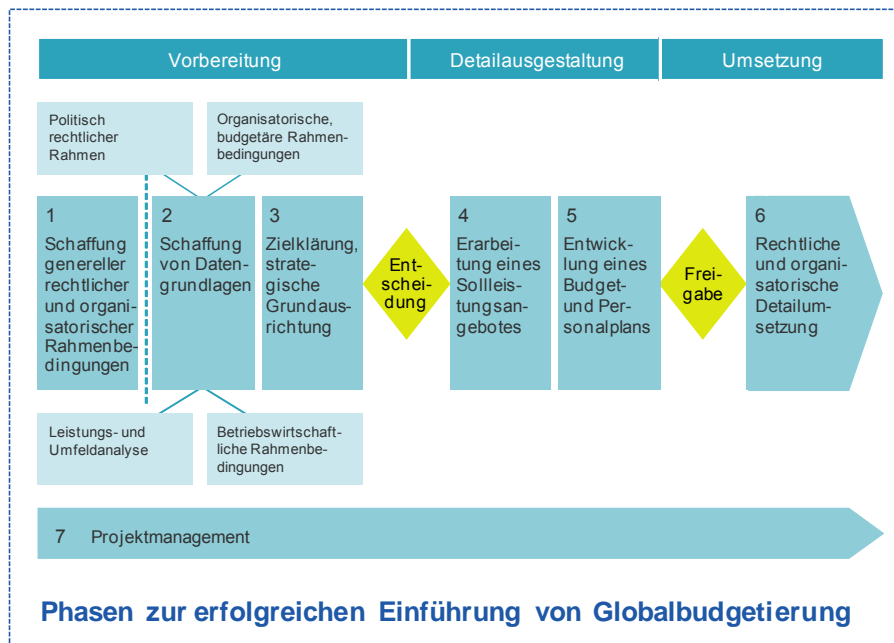 Vorbereitung
Detailausgestaltung
Umsetzung
Politisch
rechtlicher
Rahmen
Organisatorische,
budgetäre Rahmen-
bedingungen
1
Schaffung
genereller
rechtlicher
und organi-
satorischer
Rahmenbe-
dingungen
2
Schaffung
von Daten-
grundlagen
3
Zielklärung,
strate-
gische
Grundaus-
richtung
Ent-
scheidung
4
Erarbei-
tung eines
Sollleis-
tungsan-
gebotes
5
Entwick-
lung eines
Budget-
und Per-
sonalplans
Frei-
gabe
6
Rechtliche
und organi-
satorische
Detailum-
setzung
Leistungs- und
Umfeldanalyse
Betriebswirtschaft-
liche Rahmenbe-
dingungen
7 Projektmanagement
Phasen zur erfolgreichen Einführung von Globalbudgetierung